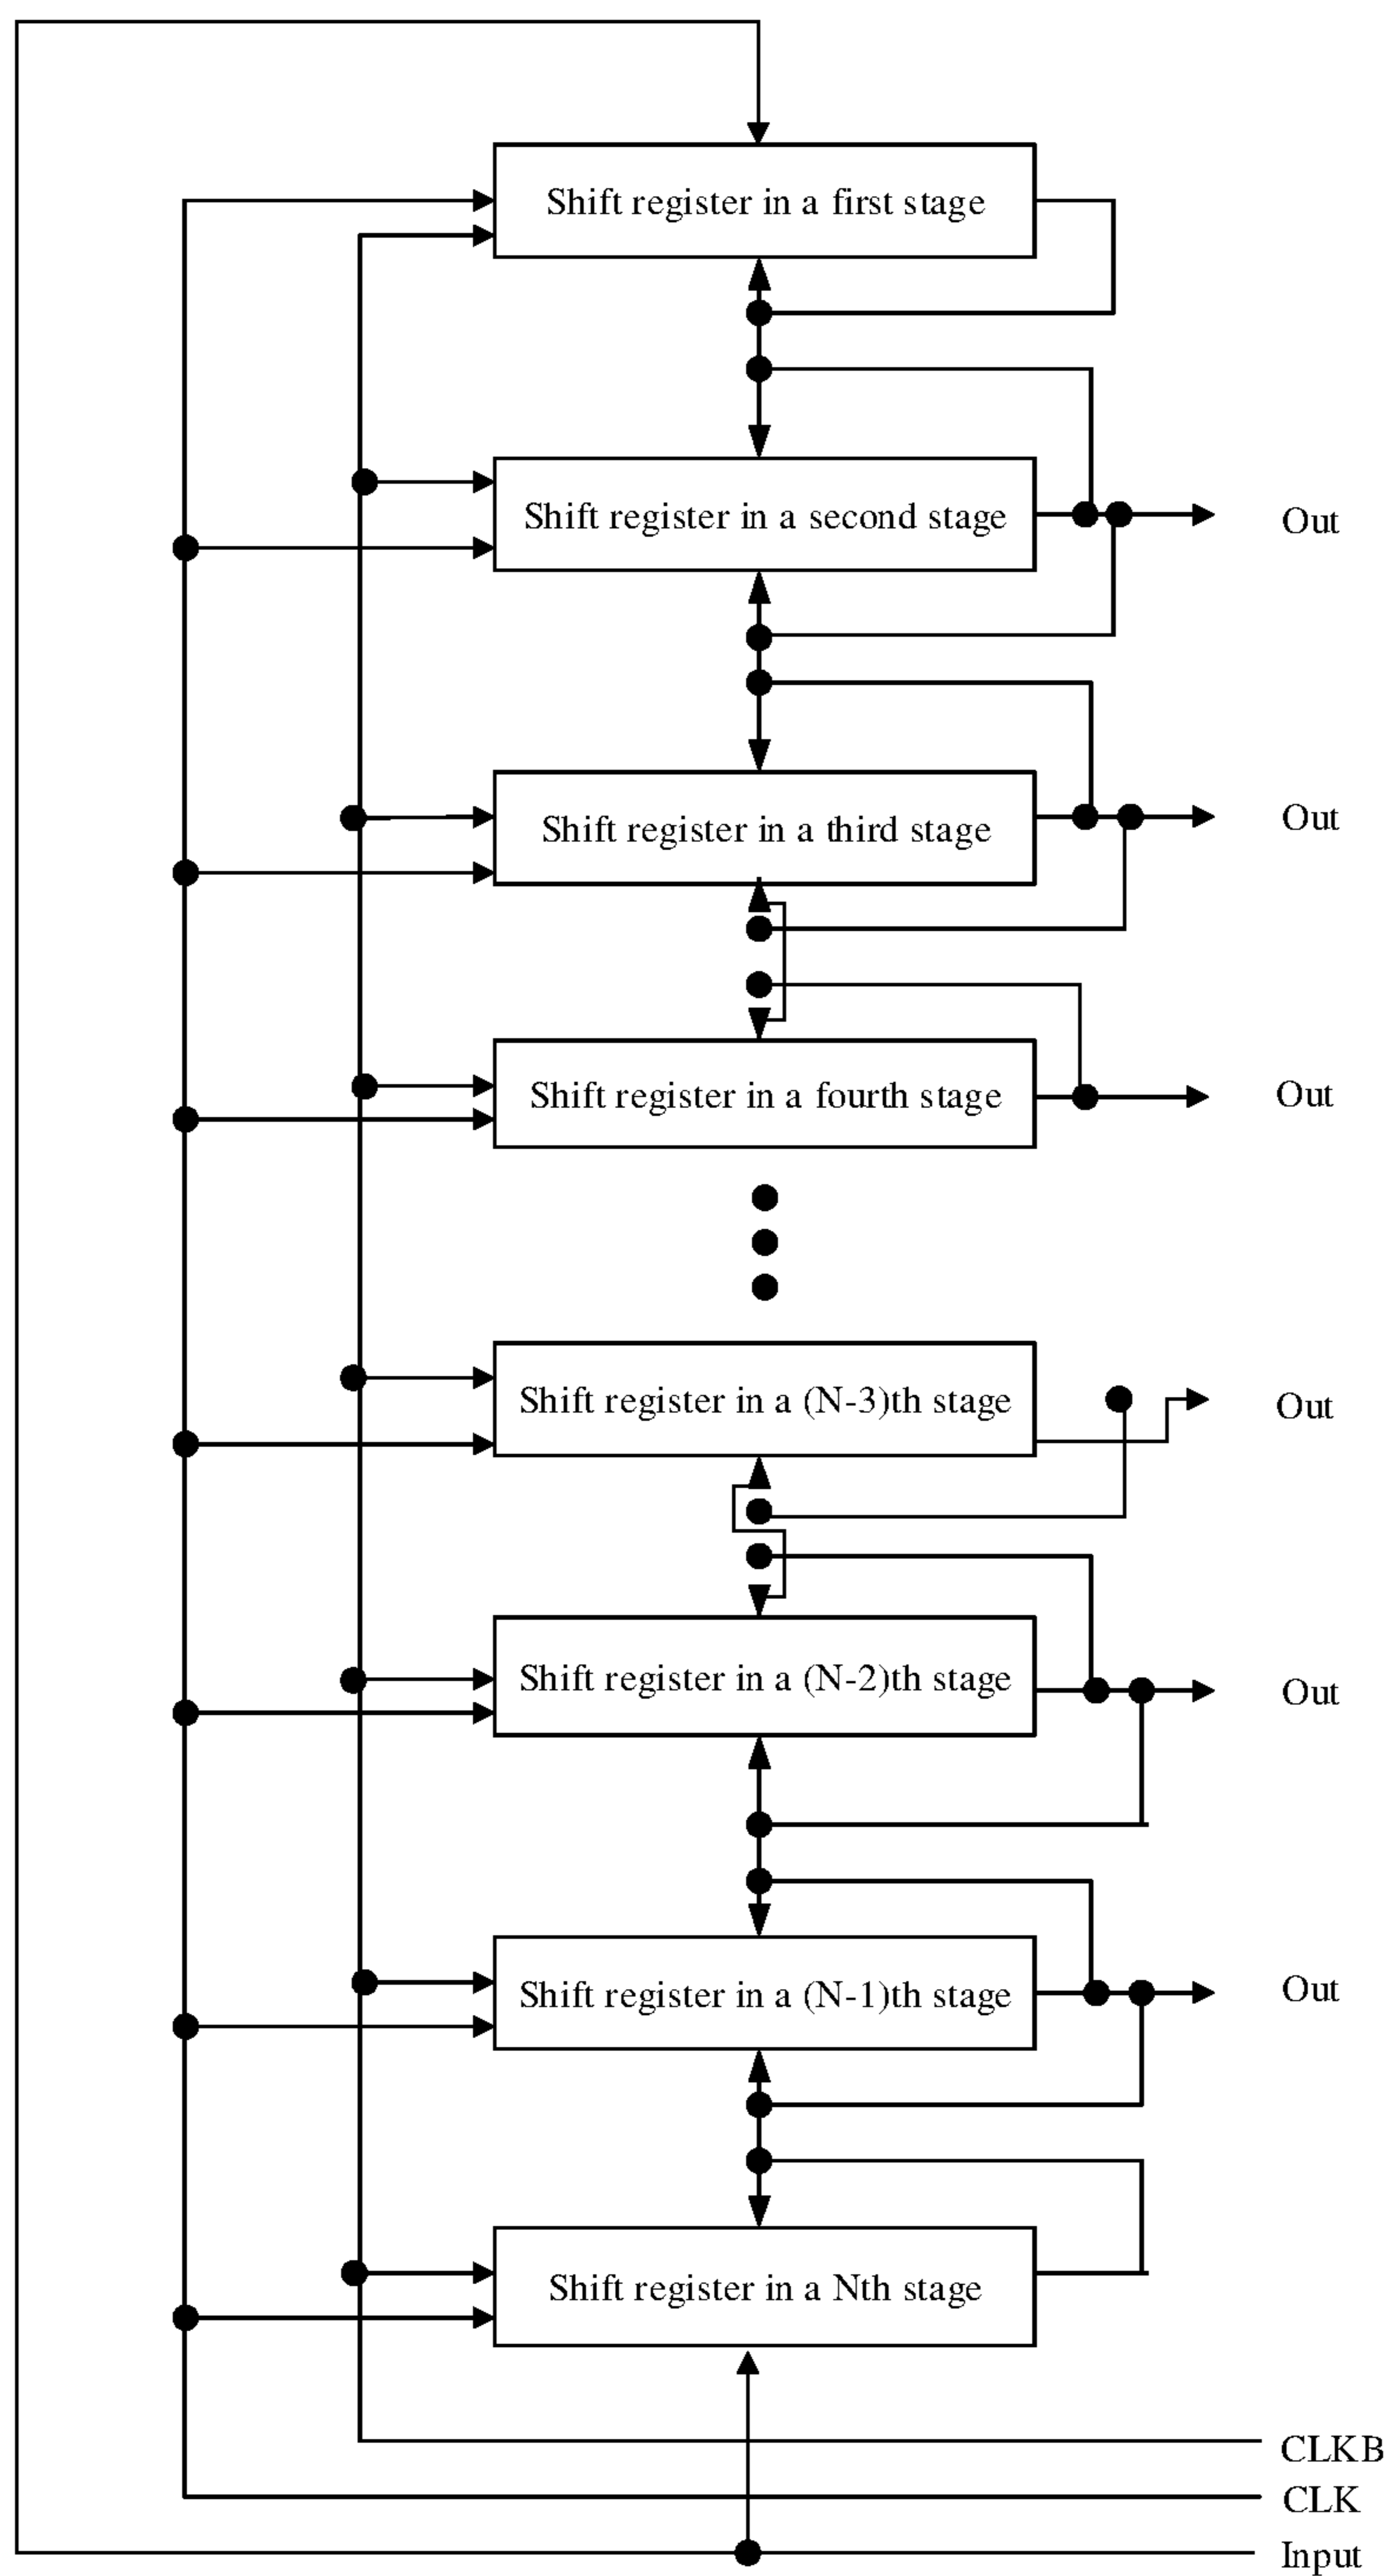 Shift register in a first stage
Shift register in a second stage
Out
Shift register in a third stage
Out
Shift register in a fourth stage
Out
Shift register in a (N-3)th stage
Out
Shift register in a (N-2)th stage
Out
Shift register in a (N-1)th stage
Out
Shift register in a Nth stage
CLKB
CLK
Input